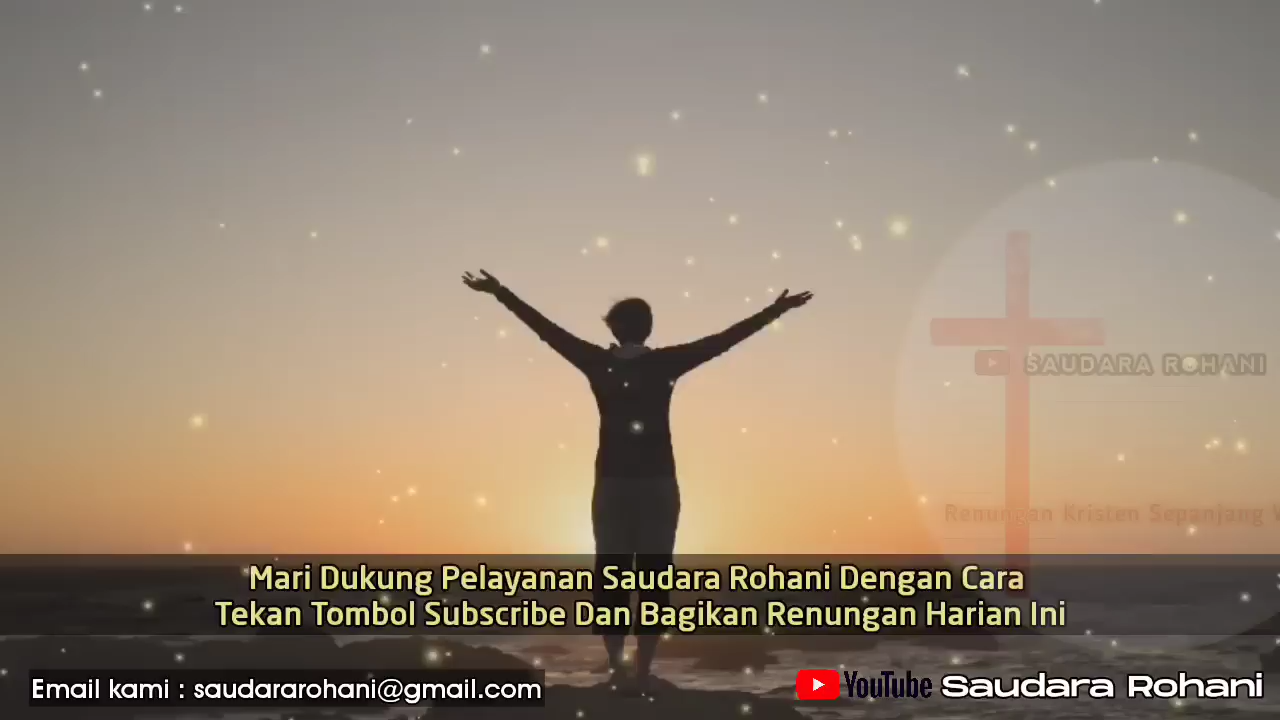 SAUDARA ROHANI
Renungan Kristen Sepanjang
Mari Dukung Pelayanan Saudara Rohani Dengan Cara
Tekan Tombol Subscribe Dan Bagikan Renungan Harian Ini
Email kami : saudararohani@gmail.com
YouTube Saudara Rohani